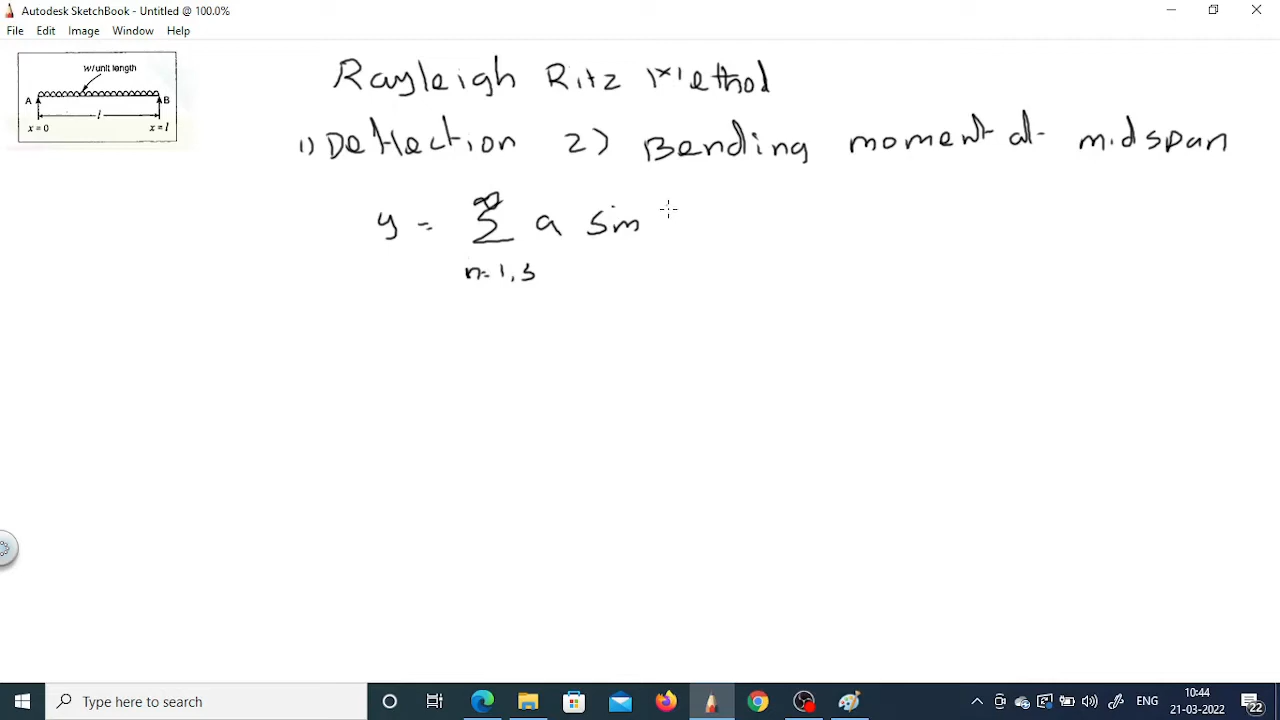 Autodesk SketchBook - Untitled @ 100.0%
File Edit Image Window Help
w/unit length
A B
l
x = 0 x = l
Rayleigh Ritz Method
1) Deflection 2) Bending moment at midspan
y = ∞ Σ n=1,3 a sin
Type here to search
ENG 10:44
21-03-2022 22